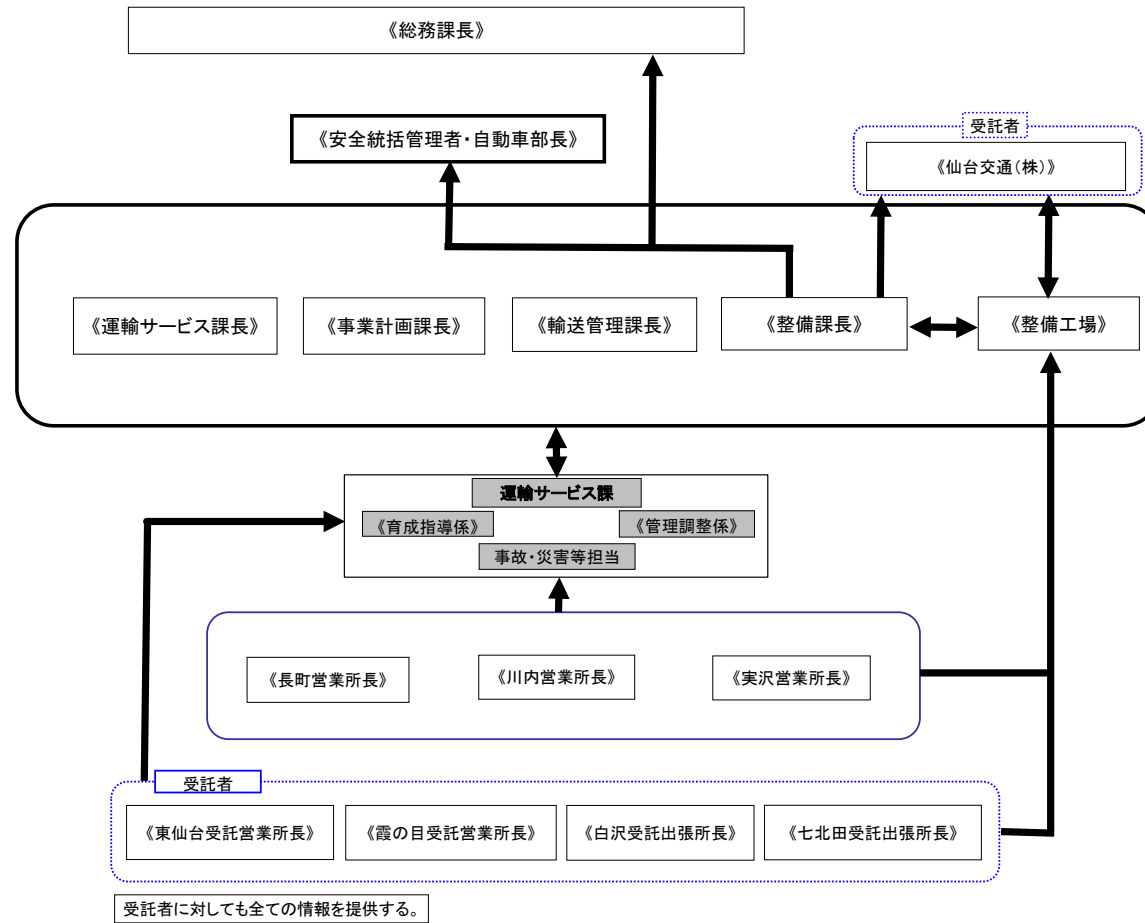 《総務課長》
《安全統括管理者・自動車部長》
受託者
《仙台交通(株)》
《運輸サービス課長》
《事業計画課長》
《輸送管理課長》
《整備課長》
《整備工場》
運輸サービス課
《育成指導係》
《管理調整係》
事故・災害等担当
《長町営業所長》
《川内営業所長》
《実沢営業所長》
受託者
《東仙台受託営業所長》
《霞の目受託営業所長》
《白沢受託出張所長》
《七北田受託出張所長》
受託者に対しても全ての情報を提供する。